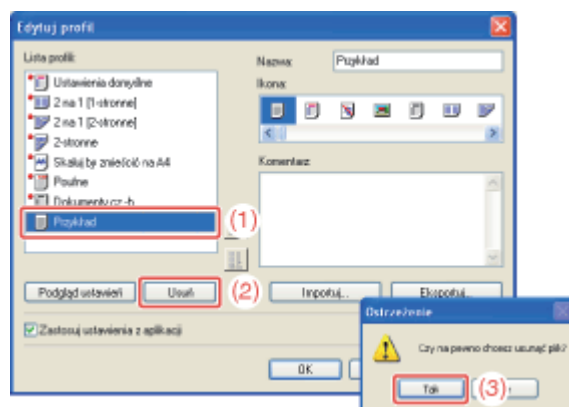 Edytuj profil
Lista profili:
Ustawienia domyślne
2 na 1 [1-stronne]
2 na 1 [2-stronne]
2-stronne
Skaluj by zmieścić na A4
Poufne
Dokumenty cz.-b.
Przykład
(1)
Podgląd ustawień
Usuń
(2)
Zastosuj ustawienia z aplikacji
Nazwa:
Przykład
Ikona:
Komentarz:
Importuj...
Eksportuj...
OK
Ostrzeżenie
Czy na pewno chcesz usunąć plik?
Tak
(3)